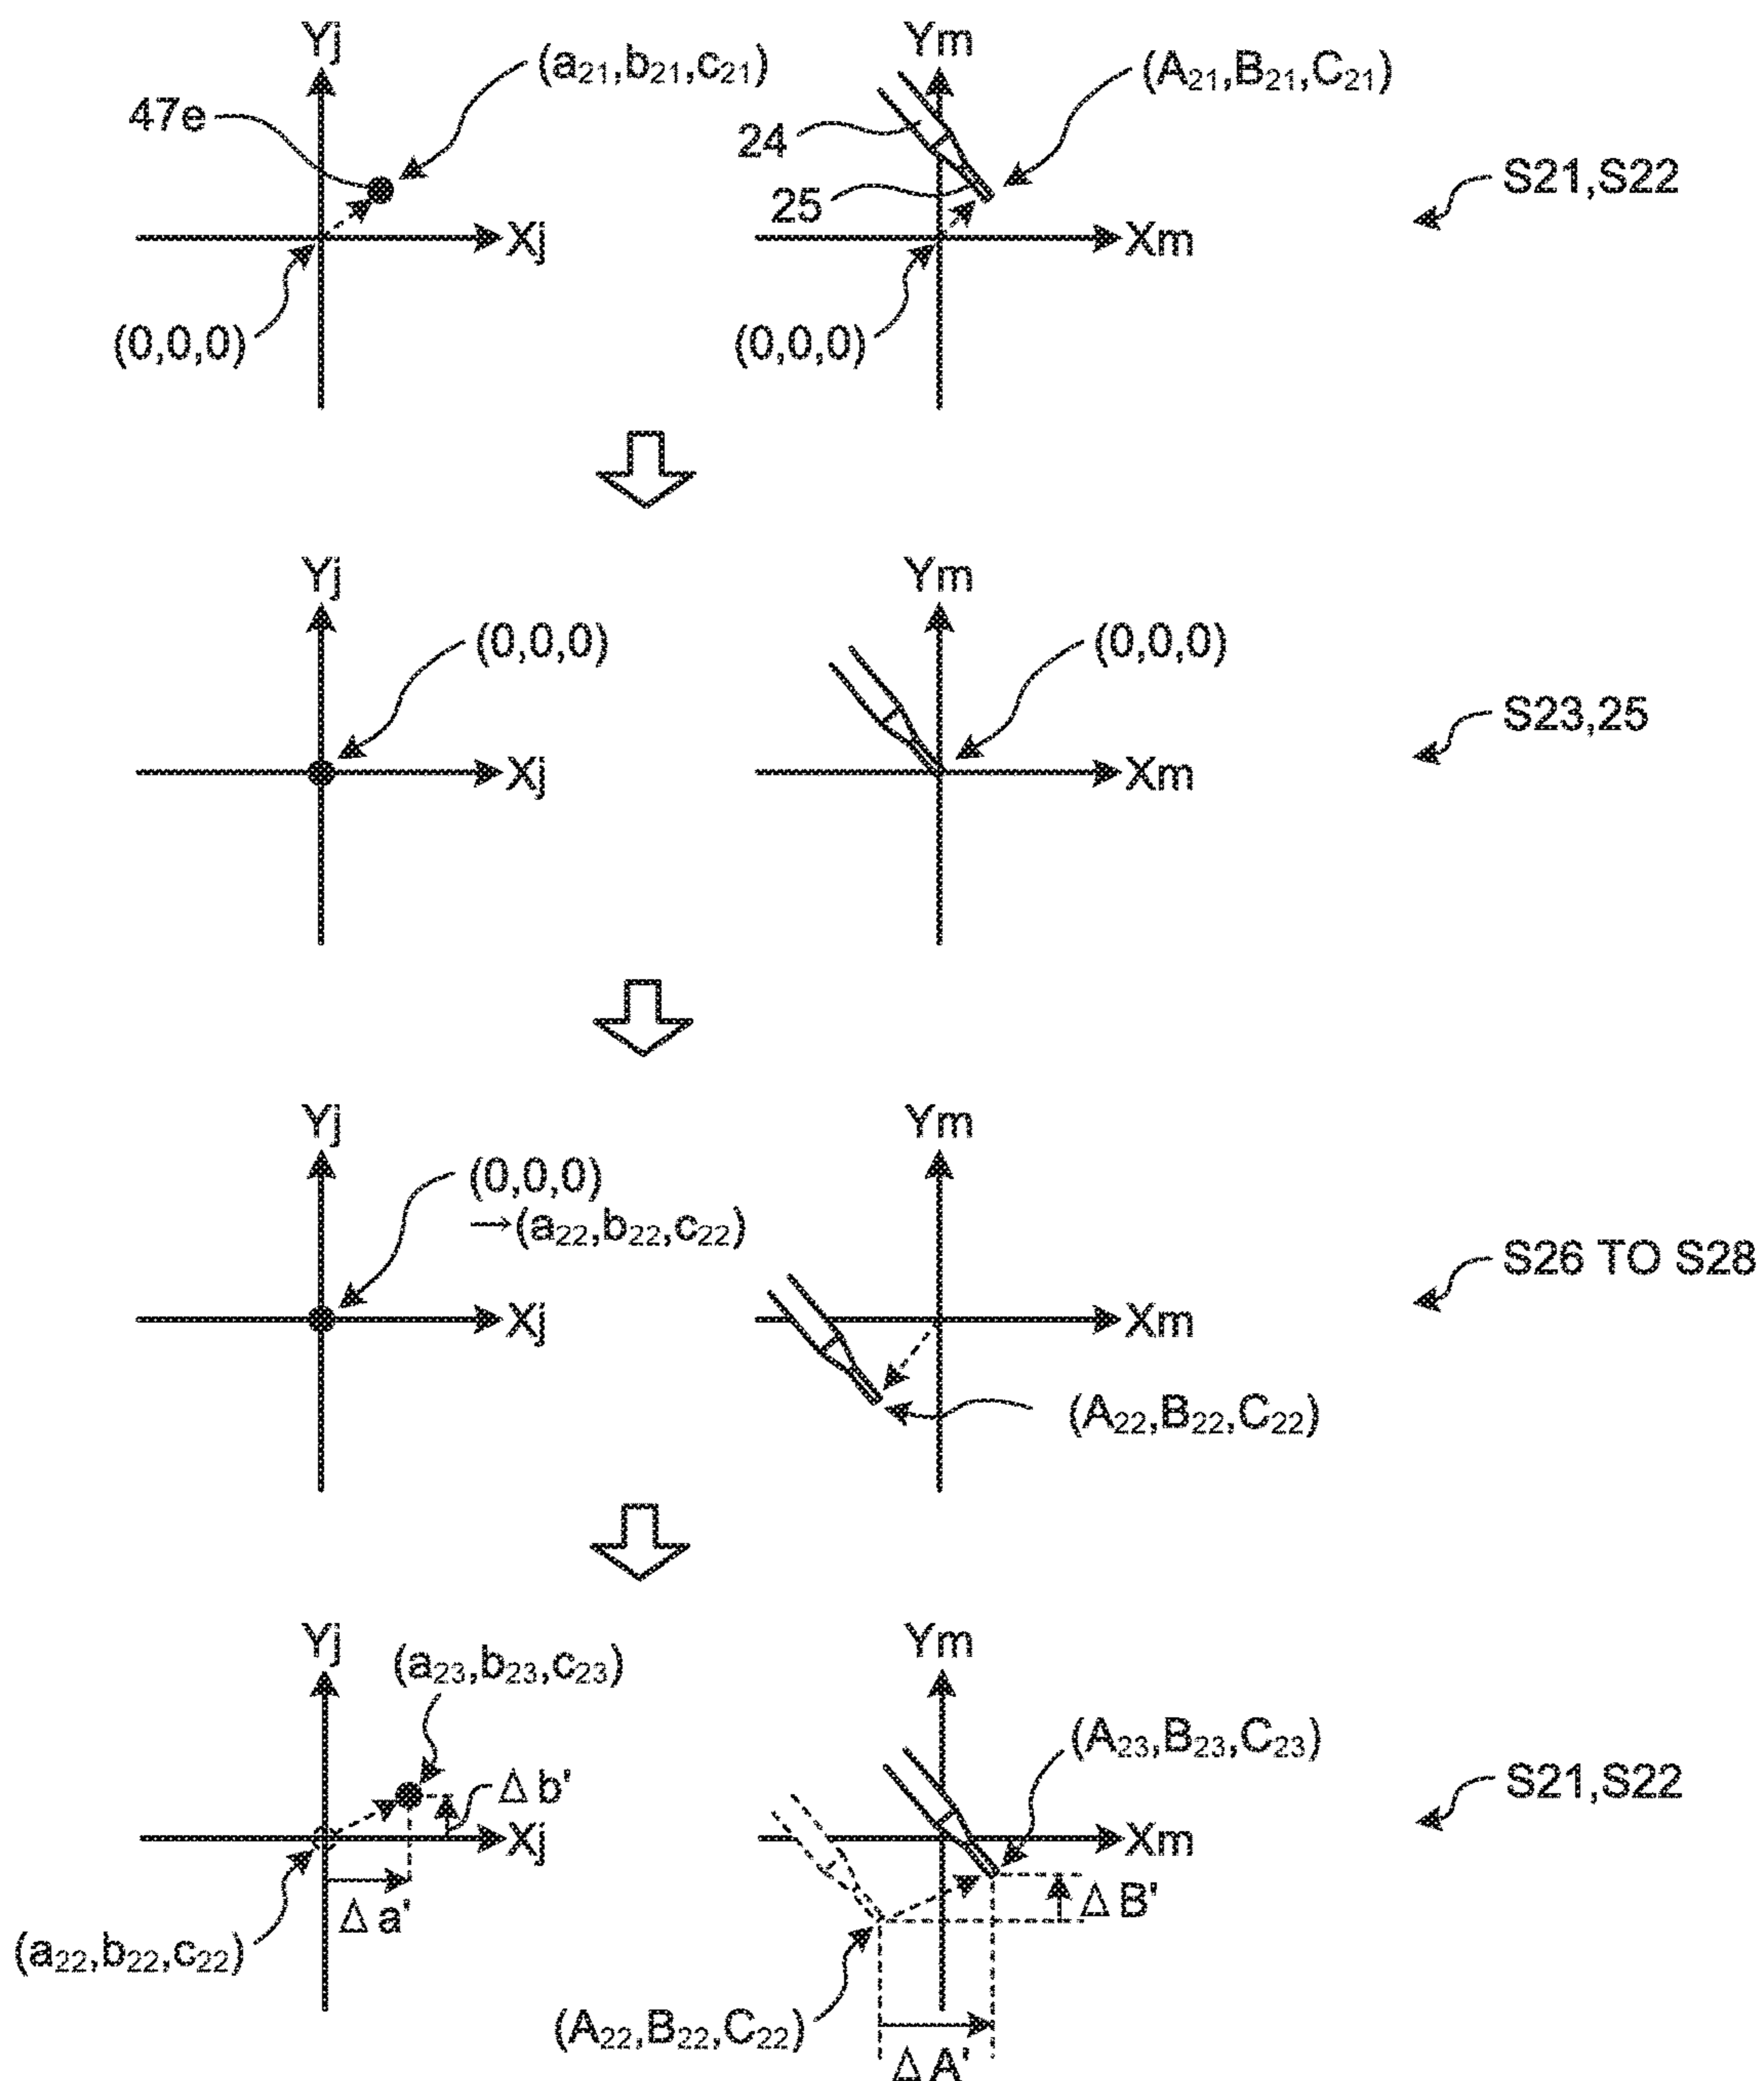 Yj
(a21,b21,c21)
47e
Xj
(0,0,0)
Ym
(A21,B21,C21)
24
25
Xm
(0,0,0)
S21,S22
Yj
(0,0,0)
Xj
Ym
(0,0,0)
Xm
S23,25
Yj
(0,0,0)
→(a22,b22,c22)
Xj
Ym
Xm
(A22,B22,C22)
S26 TO S28
Yj
(a23,b23,c23)
Δb'
Xj
Δa'
(a22,b22,c22)
Ym
(A23,B23,C23)
Xm
ΔB'
(A22,B22,C22)
ΔA'
S21,S22